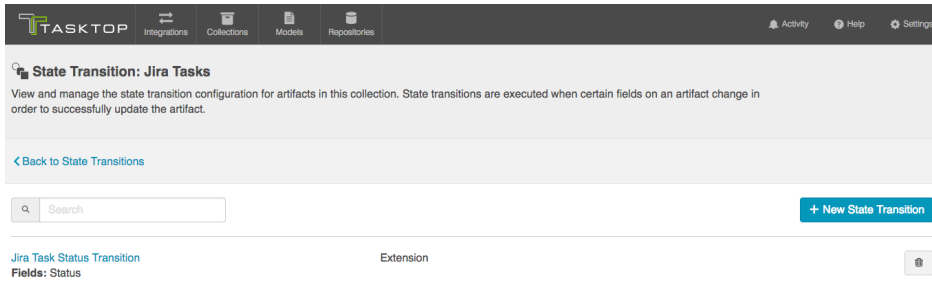 TASKTOP
Integrations Collections Models Repositories
Activity Help Settings
State Transition: Jira Tasks
View and manage the state transition configuration for artifacts in this collection. State transitions are executed when certain fields on an artifact change in
order to successfully update the artifact.
Back to State Transitions
Search
+ New State Transition
Jira Task Status Transition Extension
Fields: Status